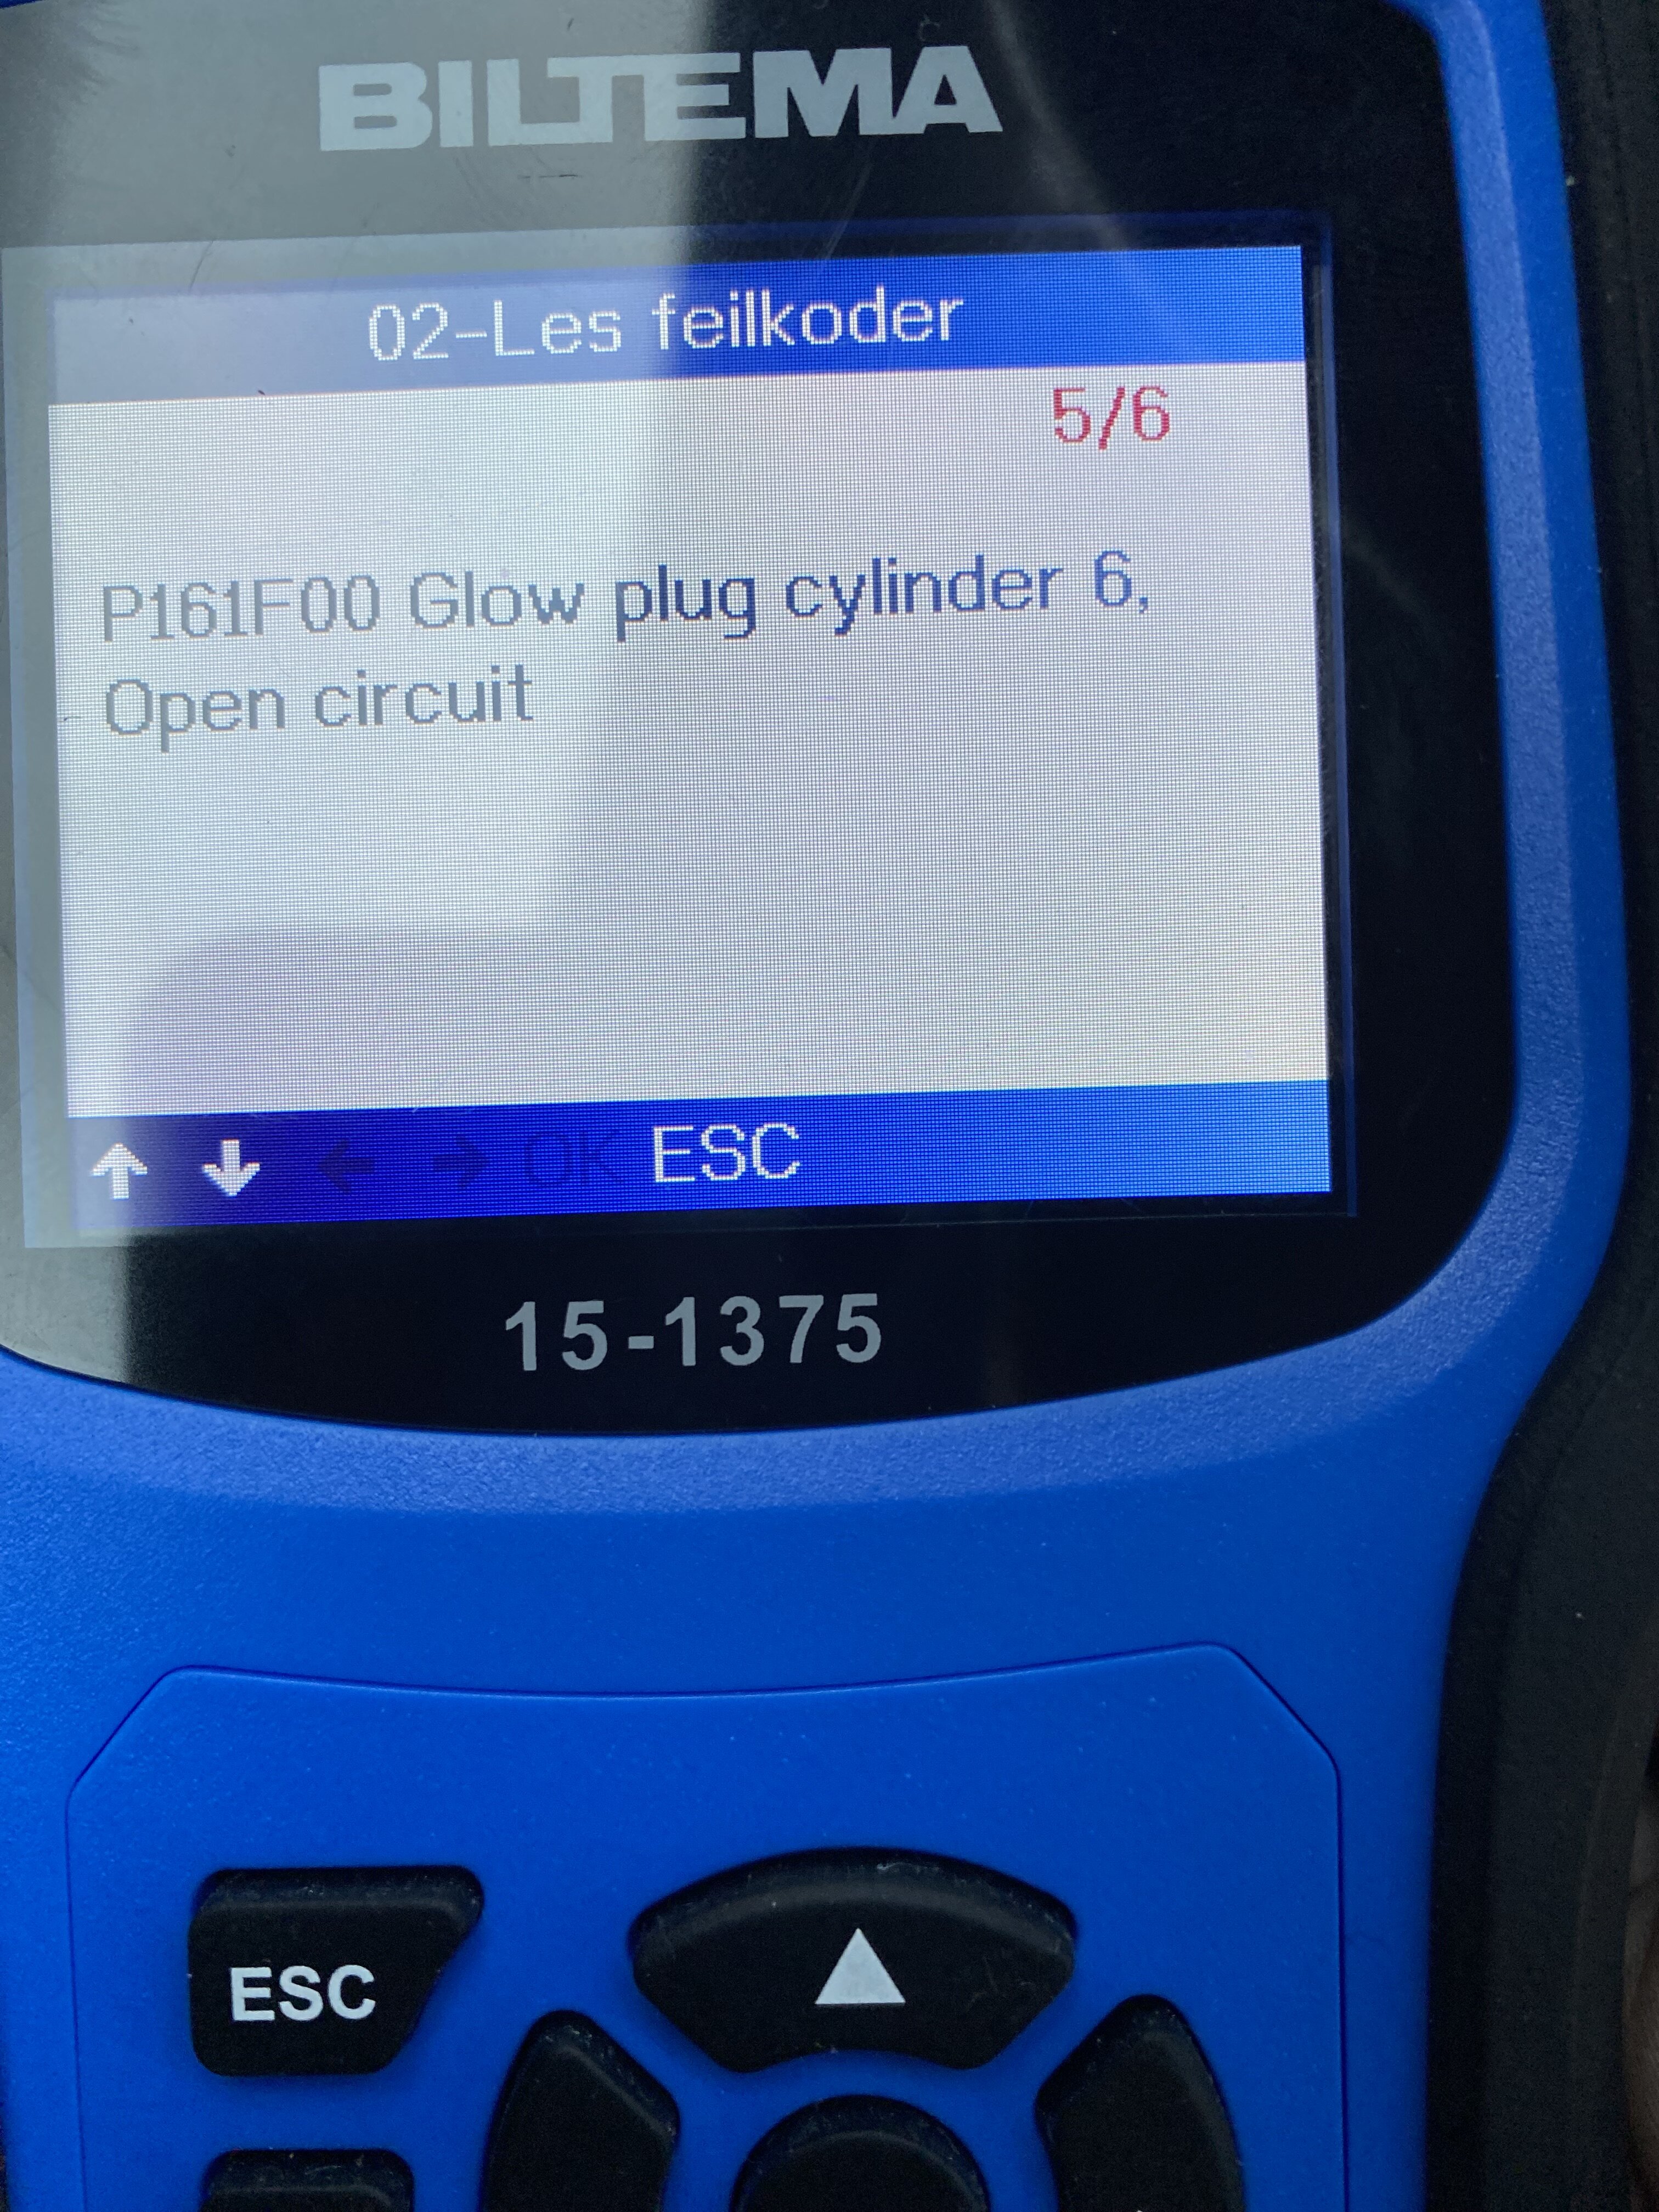 BILTEMA
02-Les feilkoder
5/6
P161F00 Glow plug cylinder 6,
Open circuit
OK ESC
15-1375
ESC